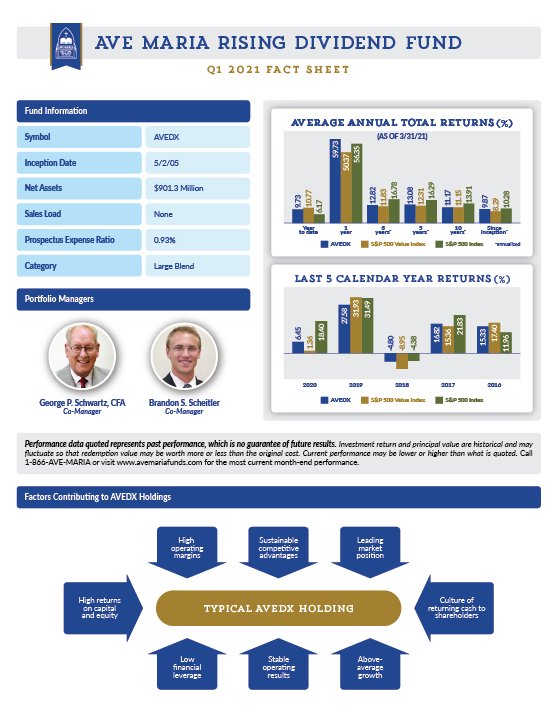 AVE MARIA RISING DIVIDEND FUND
Q1 2021 FACT SHEET
Fund Information
Symbol AVEDX
Inception Date 5/2/05
Net Assets $901.3 Million
Sales Load None
Prospectus Expense Ratio 0.93%
Category Large Blend
Portfolio Managers
George P. Schwartz, CFA
Co-Manager
Brandon S. Scheitler
Co-Manager
AVERAGE ANNUAL TOTAL RETURNS (%)
(AS OF 3/31/21)
9.73 10.77 6.17 59.73 50.37 56.35 12.82 11.83 16.78 13.08 12.31 16.29 11.17 11.15 13.91 9.87 8.29 10.28
Year to date
1 year
5 years^
10 years^
Since Inception^
AVEDX S&P 500 Value Index S&P 500 Index ^annualized
LAST 5 CALENDAR YEAR RETURNS (%)
6.45 1.36 18.40 27.58 31.93 31.49 -4.80 -8.95 -4.38 16.82 15.36 21.83 15.33 17.40 11.96
2020 2019 2018 2017 2016
AVEDX S&P 500 Value Index S&P 500 Index
Performance data quoted represents past performance, which is no guarantee of future results. Investment return and principal value are historical and may
fluctuate so that redemption value may be worth more or less than the original cost. Current performance may be lower or higher than what is quoted. Call
1-866-AVE-MARIA or visit www.avemariafunds.com for the most current month-end performance.
Factors Contributing to AVEDX Holdings
High
operating
margins
Sustainable
competitive
advantages
Leading
market
position
High returns
on capital
and equity
TYPICAL AVEDX HOLDING
Culture of
returning cash to
shareholders
Low
financial
leverage
Stable
operating
results
Above-
average
growth